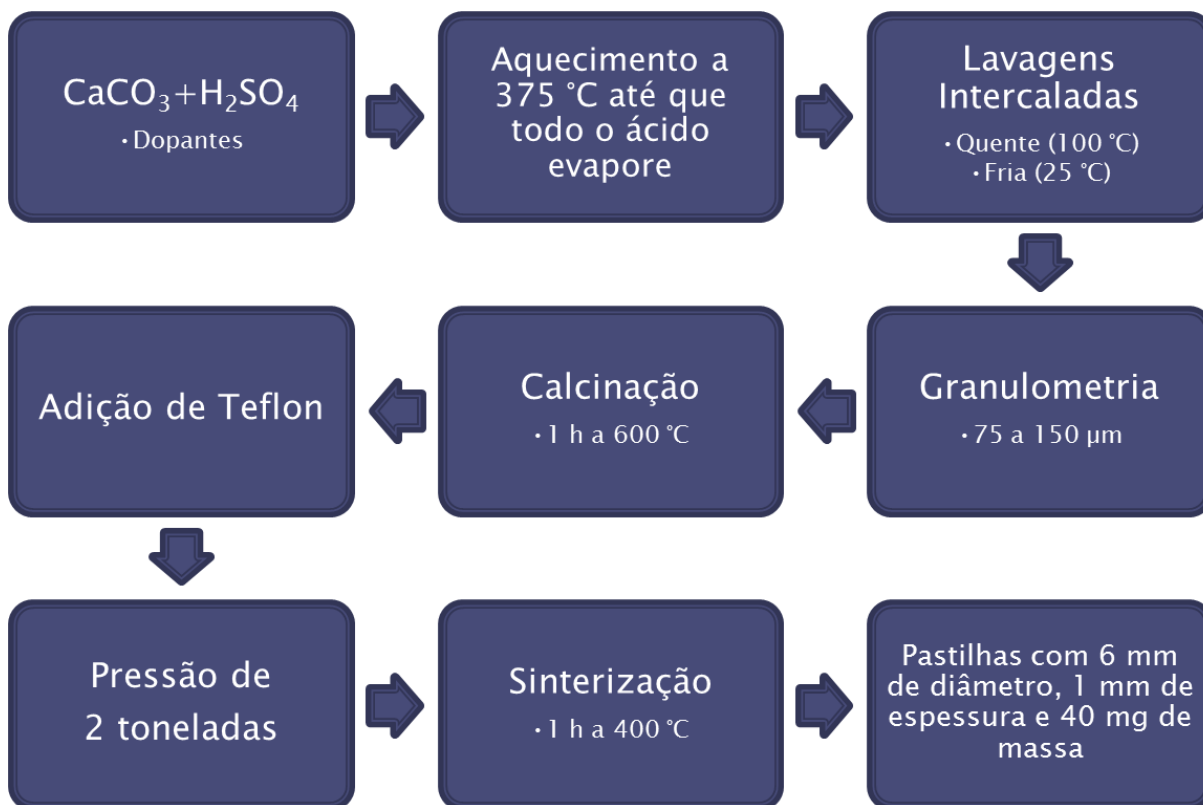 CaCO₃+H₂SO₄
• Dopantes
Aquecimento a
375 °C até que
todo o ácido
evapore
Lavagens
Intercaladas
• Quente (100 °C)
• Fria (25 °C)
Granulometria
• 75 a 150 µm
Calcinação
• 1 h a 600 °C
Adição de Teflon
Pressão de
2 toneladas
Sinterização
• 1 h a 400 °C
Pastilhas com 6 mm
de diâmetro, 1 mm de
espessura e 40 mg de
massa